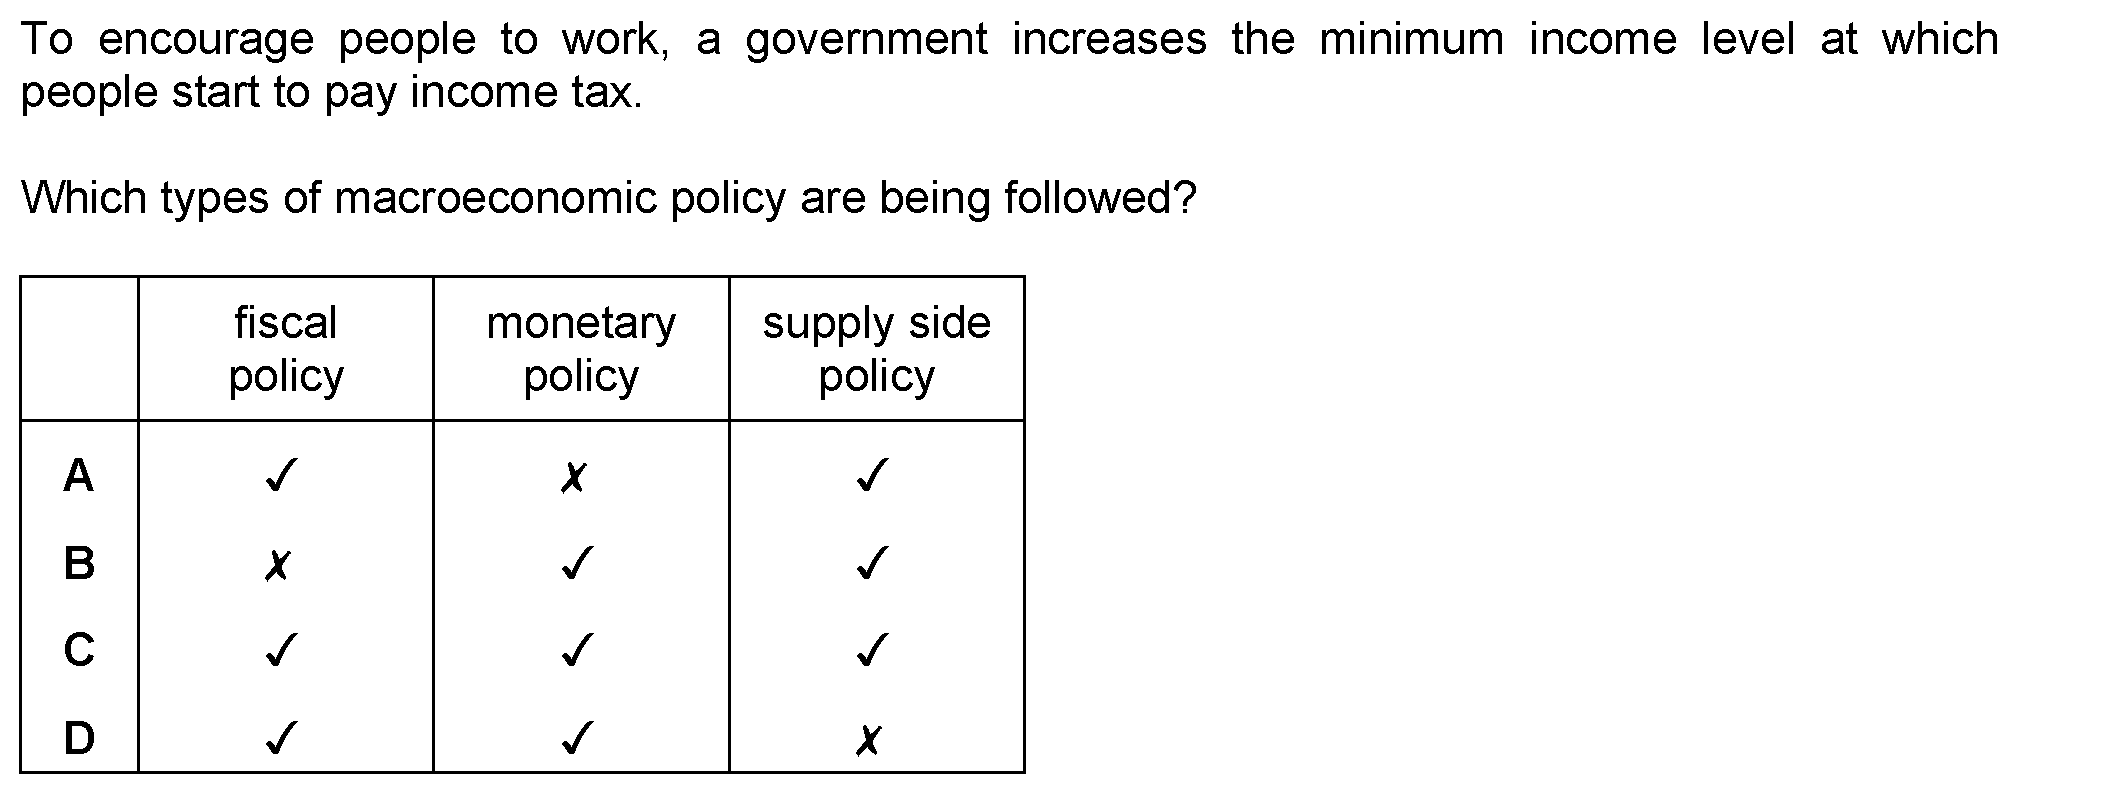 To encourage people to work, a government increases the minimum income level at which
people start to pay income tax.
Which types of macroeconomic policy are being followed?
fiscal policy monetary policy supply side policy
A ✓ ✗ ✓
B ✗ ✓ ✓
C ✓ ✓ ✓
D ✓ ✓ ✗